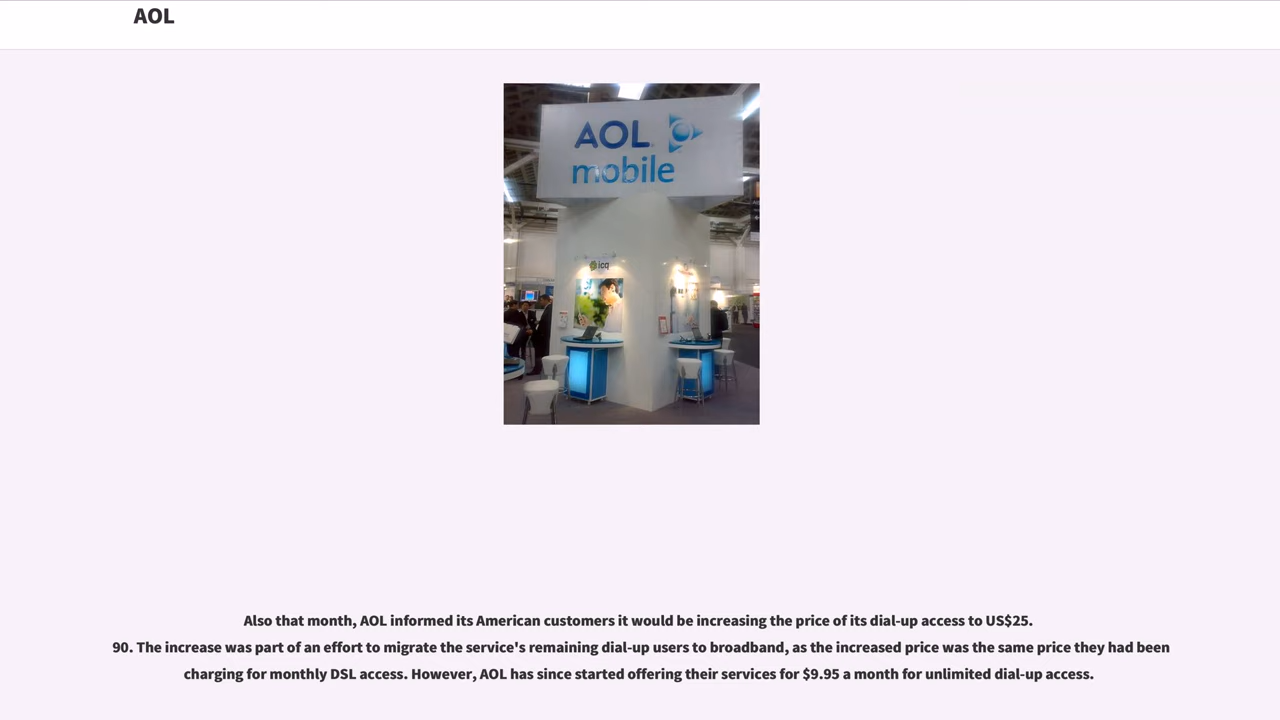 AOL
AOL
mobile
icq
Also that month, AOL informed its American customers it would be increasing the price of its dial-up access to US$25.
90. The increase was part of an effort to migrate the service's remaining dial-up users to broadband, as the increased price was the same price they had been
charging for monthly DSL access. However, AOL has since started offering their services for $9.95 a month for unlimited dial-up access.